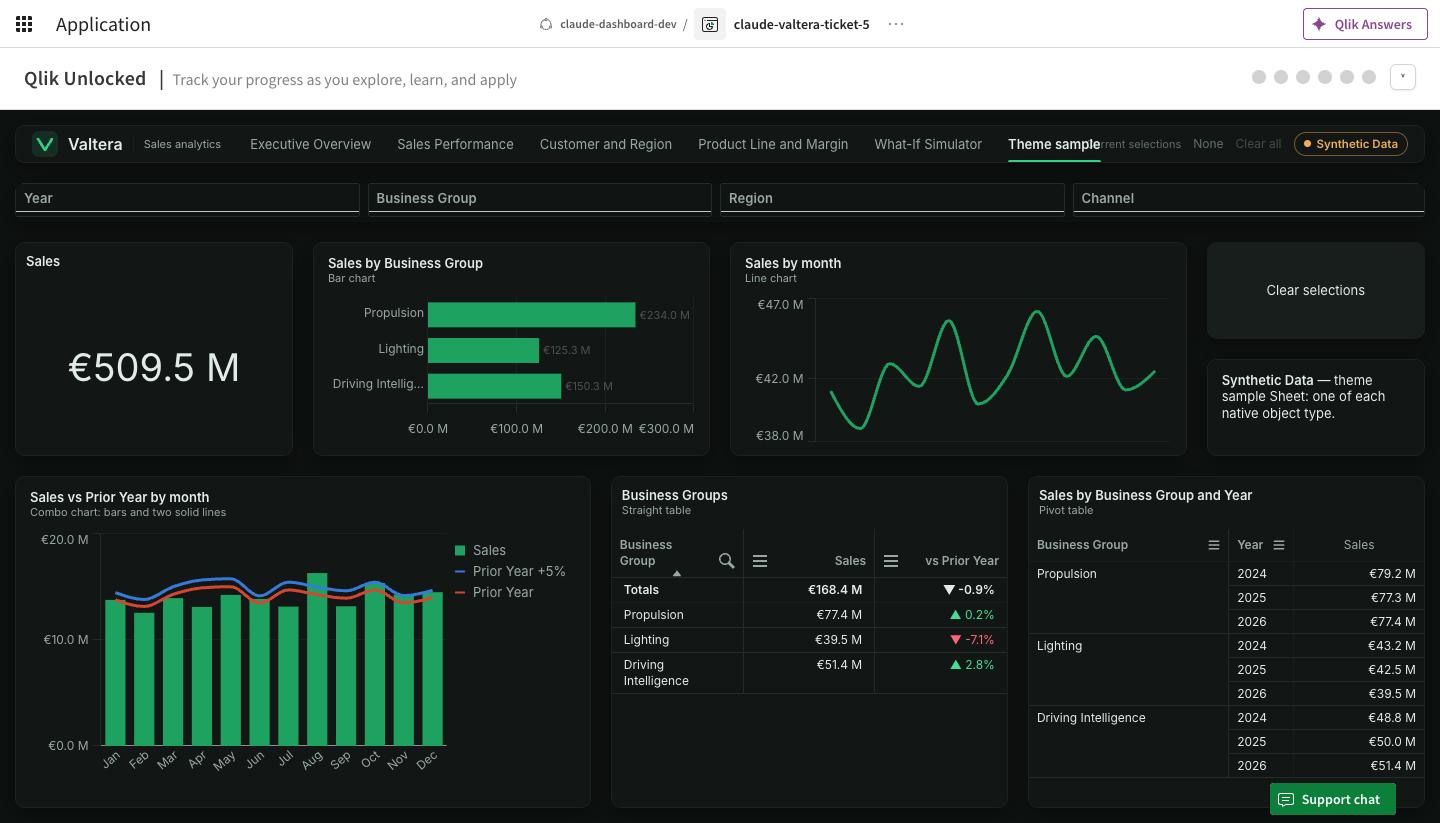 Application
claude-dashboard-dev / claude-valtera-ticket-5 ...
Qlik Answers
Qlik Unlocked | Track your progress as you explore, learn, and apply
Valtera Sales analytics Executive Overview Sales Performance Customer and Region Product Line and Margin What-If Simulator Theme sample rrent selections None Clear all Synthetic Data
Year
Business Group
Region
Channel
Sales
€509.5 M
Sales by Business Group
Bar chart
Propulsion €234.0 M
Lighting €125.3 M
Driving Intellig... €150.3 M
€0.0 M €100.0 M €200.0 M €300.0 M
Sales by month
Line chart
€47.0 M
€42.0 M
€38.0 M
Clear selections
Synthetic Data — theme
sample Sheet: one of each
native object type.
Sales vs Prior Year by month
Combo chart: bars and two solid lines
€20.0 M
€10.0 M
€0.0 M
Jan Feb Mar Apr May Jun Jul Aug Sep Oct Nov Dec
Sales
Prior Year +5%
Prior Year
Business Groups
Straight table
Business
Group Sales vs Prior Year
Totals €168.4 M ▼ -0.9%
Propulsion €77.4 M ▲ 0.2%
Lighting €39.5 M ▼ -7.1%
Driving €51.4 M ▲ 2.8%
Intelligence
Sales by Business Group and Year
Pivot table
Business Group Year Sales
Propulsion 2024 €79.2 M
2025 €77.3 M
2026 €77.4 M
Lighting 2024 €43.2 M
2025 €42.5 M
2026 €39.5 M
Driving Intelligence 2024 €48.8 M
2025 €50.0 M
2026 €51.4 M
Support chat